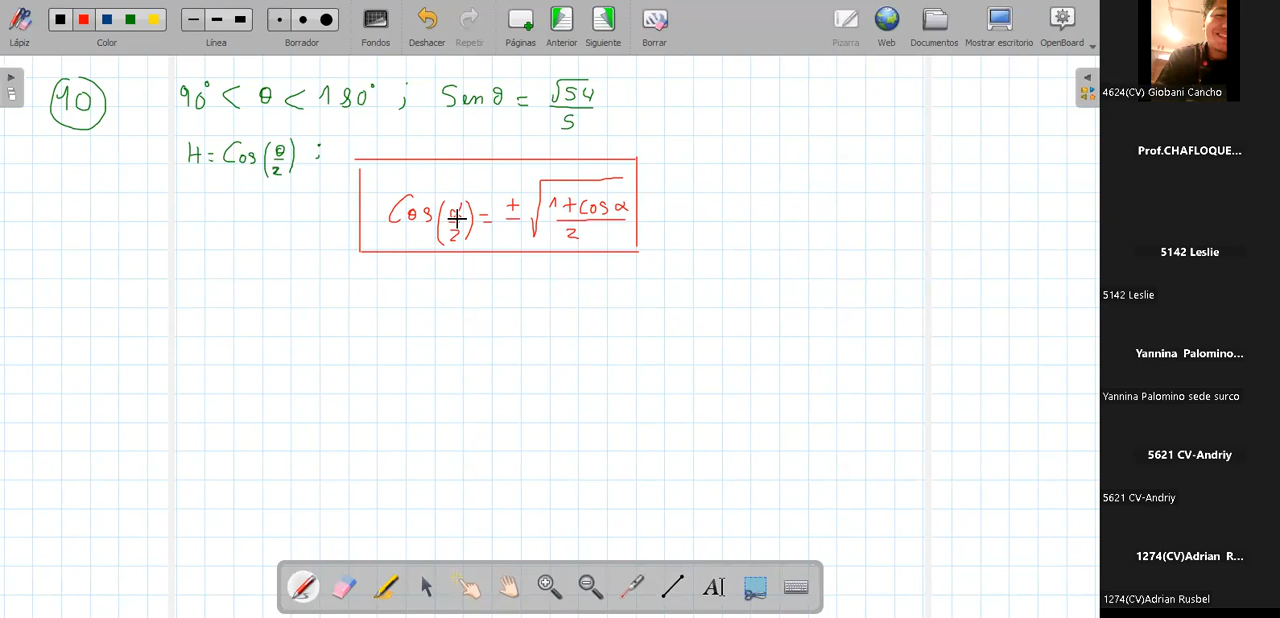 Lápiz
Color
Línea
Borrador
Fondos
Deshacer
Repetir
Páginas
Anterior
Siguiente
Borrar
Pizarra
Web
Documentos
Mostrar escritorio
OpenBoard
10
90° < θ < 180° ; Sen θ = √54/5
H = Cos(θ/2) ;
Cos(α/2) = ± √(1+cos α/2)
4624(CV) Giobani Cancho
Prof.CHAFLOQUE...
5142 Leslie
5142 Leslie
Yannina Palomino...
Yannina Palomino sede surco
5621 CV-Andriy
5621 CV-Andriy
1274(CV)Adrian R...
1274(CV)Adrian Rusbel